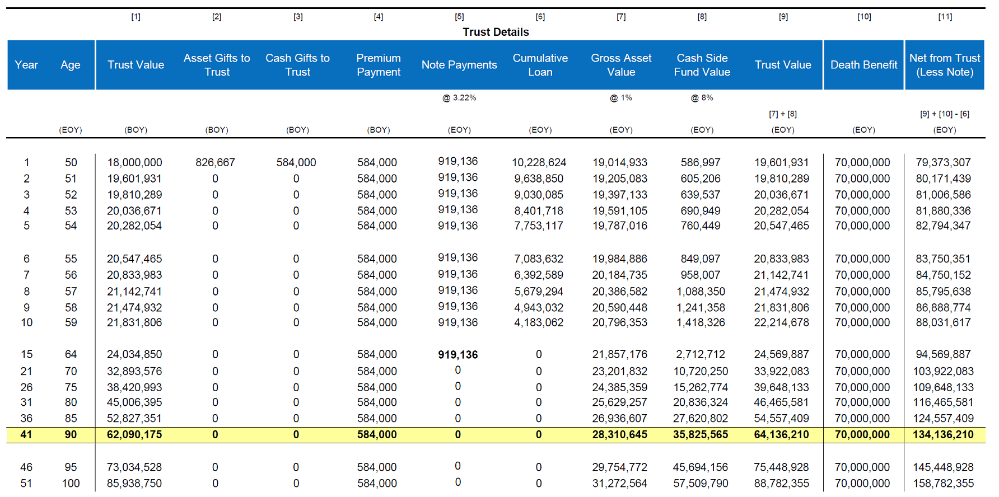 [1] [2] [3] [4] [5] [6] [7] [8] [9] [10] [11]
Trust Details
Year Age Trust Value Asset Gifts to Trust Cash Gifts to Trust Premium Payment Note Payments Cumulative Loan Gross Asset Value Cash Side Fund Value Trust Value Death Benefit Net from Trust (Less Note)
@ 3.22% @ 1% @ 8%
[7] + [8] [9] + [10] - [6]
(EOY) (BOY) (BOY) (BOY) (BOY) (EOY) (EOY) (EOY) (EOY) (EOY) (EOY) (EOY)
1 50 18,000,000 826,667 584,000 584,000 919,136 10,228,624 19,014,933 586,997 19,601,931 70,000,000 79,373,307
2 51 19,601,931 0 0 584,000 919,136 9,638,850 19,205,083 605,206 19,810,289 70,000,000 80,171,439
3 52 19,810,289 0 0 584,000 919,136 9,030,085 19,397,133 639,537 20,036,671 70,000,000 81,006,586
4 53 20,036,671 0 0 584,000 919,136 8,401,718 19,591,105 690,949 20,282,054 70,000,000 81,880,336
5 54 20,282,054 0 0 584,000 919,136 7,753,117 19,787,016 760,449 20,547,465 70,000,000 82,794,347
6 55 20,547,465 0 0 584,000 919,136 7,083,632 19,984,886 849,097 20,833,983 70,000,000 83,750,351
7 56 20,833,983 0 0 584,000 919,136 6,392,589 20,184,735 958,007 21,142,741 70,000,000 84,750,152
8 57 21,142,741 0 0 584,000 919,136 5,679,294 20,386,582 1,088,350 21,474,932 70,000,000 85,795,638
9 58 21,474,932 0 0 584,000 919,136 4,943,032 20,590,448 1,241,358 21,831,806 70,000,000 86,888,774
10 59 21,831,806 0 0 584,000 919,136 4,183,062 20,796,353 1,418,326 22,214,678 70,000,000 88,031,617
15 64 24,034,850 0 0 584,000 919,136 0 21,857,176 2,712,712 24,569,887 70,000,000 94,569,887
21 70 32,893,576 0 0 584,000 0 0 23,201,832 10,720,250 33,922,083 70,000,000 103,922,083
26 75 38,420,993 0 0 584,000 0 0 24,385,359 15,262,774 39,648,133 70,000,000 109,648,133
31 80 45,006,395 0 0 584,000 0 0 25,629,257 20,836,324 46,465,581 70,000,000 116,465,581
36 85 52,827,351 0 0 584,000 0 0 26,936,607 27,620,802 54,557,409 70,000,000 124,557,409
41 90 62,090,175 0 0 584,000 0 0 28,310,645 35,825,565 64,136,210 70,000,000 134,136,210
46 95 73,034,528 0 0 584,000 0 0 29,754,772 45,694,156 75,448,928 70,000,000 145,448,928
51 100 85,938,750 0 0 584,000 0 0 31,272,564 57,509,790 88,782,355 70,000,000 158,782,355